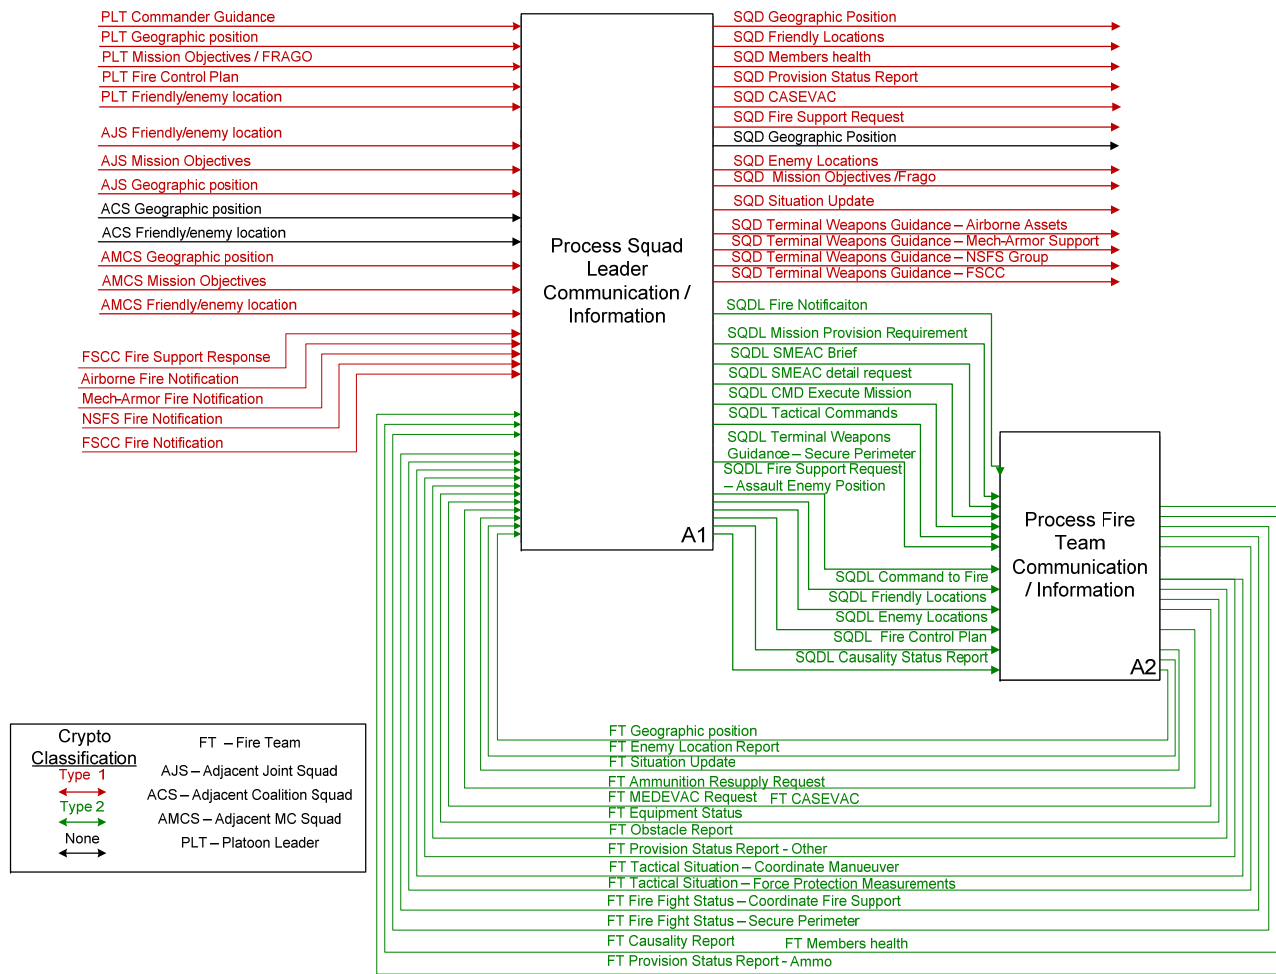 PLT Commander Guidance
PLT Geographic position
PLT Mission Objectives / FRAGO
PLT Fire Control Plan
PLT Friendly/enemy location
AJS Friendly/enemy location
AJS Mission Objectives
AJS Geographic position
ACS Geographic position
ACS Friendly/enemy location
AMCS Geographic position
AMCS Mission Objectives
AMCS Friendly/enemy location
FSCC Fire Support Response
Airborne Fire Notification
Mech-Armor Fire Notification
NSFS Fire Notification
FSCC Fire Notification
Process Squad
Leader
Communication /
Information
A1
SQD Geographic Position
SQD Friendly Locations
SQD Members health
SQD Provision Status Report
SQD CASEVAC
SQD Fire Support Request
SQD Geographic Position
SQD Enemy Locations
SQD Mission Objectives /Frago
SQD Situation Update
SQD Terminal Weapons Guidance – Airborne Assets
SQD Terminal Weapons Guidance – Mech-Armor Support
SQD Terminal Weapons Guidance – NSFS Group
SQD Terminal Weapons Guidance – FSCC
SQDL Fire Notificaiton
SQDL Mission Provision Requirement
SQDL SMEAC Brief
SQDL SMEAC detail request
SQDL CMD Execute Mission
SQDL Tactical Commands
SQDL Terminal Weapons
Guidance – Secure Perimeter
SQDL Fire Support Request
– Assault Enemy Position
SQDL Command to Fire
SQDL Friendly Locations
SQDL Enemy Locations
SQDL Fire Control Plan
SQDL Causality Status Report
Process Fire
Team
Communication
/ Information
A2
FT Geographic position
FT Enemy Location Report
FT Situation Update
FT Ammunition Resupply Request
FT MEDEVAC Request FT CASEVAC
FT Equipment Status
FT Obstacle Report
FT Provision Status Report - Other
FT Tactical Situation – Coordinate Manueuver
FT Tactical Situation – Force Protection Measurements
FT Fire Fight Status – Coordinate Fire Support
FT Fire Fight Status – Secure Perimeter
FT Causality Report FT Members health
FT Provision Status Report - Ammo
Crypto
Classification
Type 1
Type 2
None
FT – Fire Team
AJS – Adjacent Joint Squad
ACS – Adjacent Coalition Squad
AMCS – Adjacent MC Squad
PLT – Platoon Leader